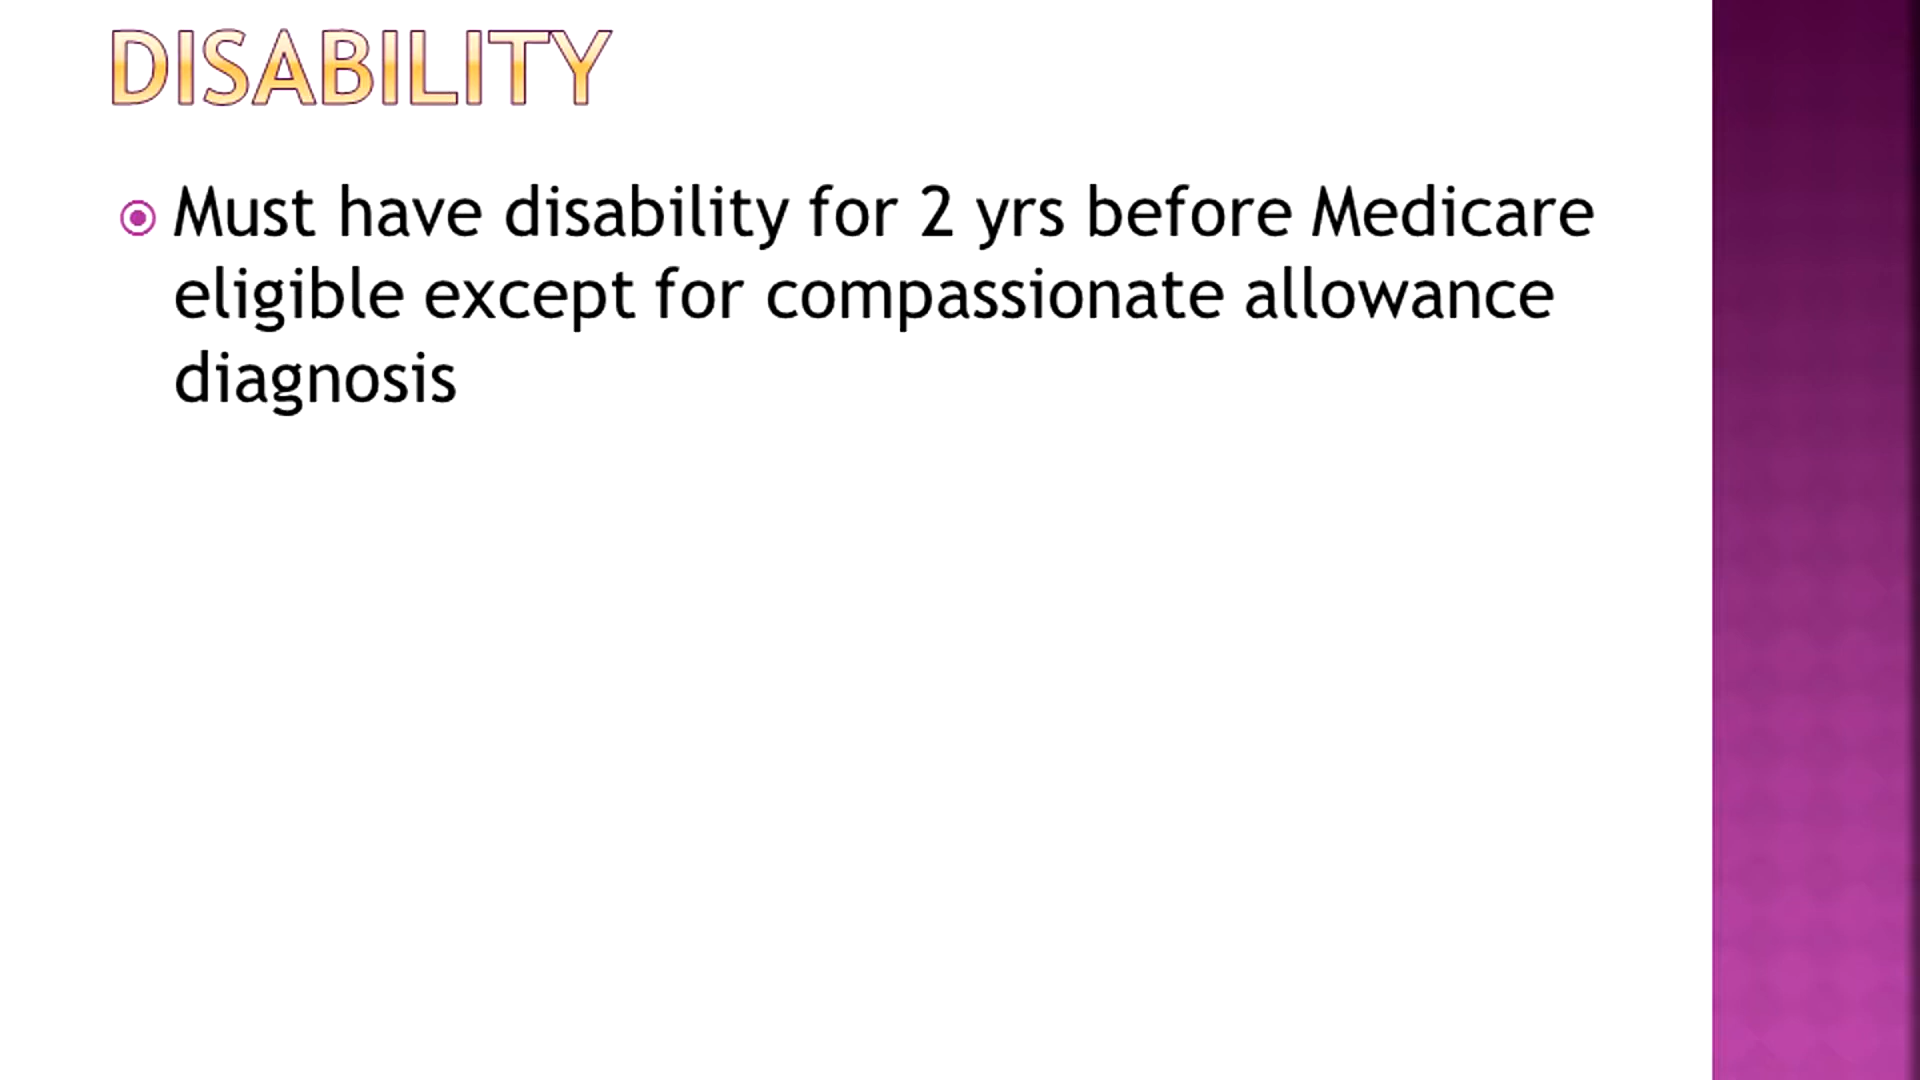 DISABILITY
Must have disability for 2 yrs before Medicare
eligible except for compassionate allowance
diagnosis